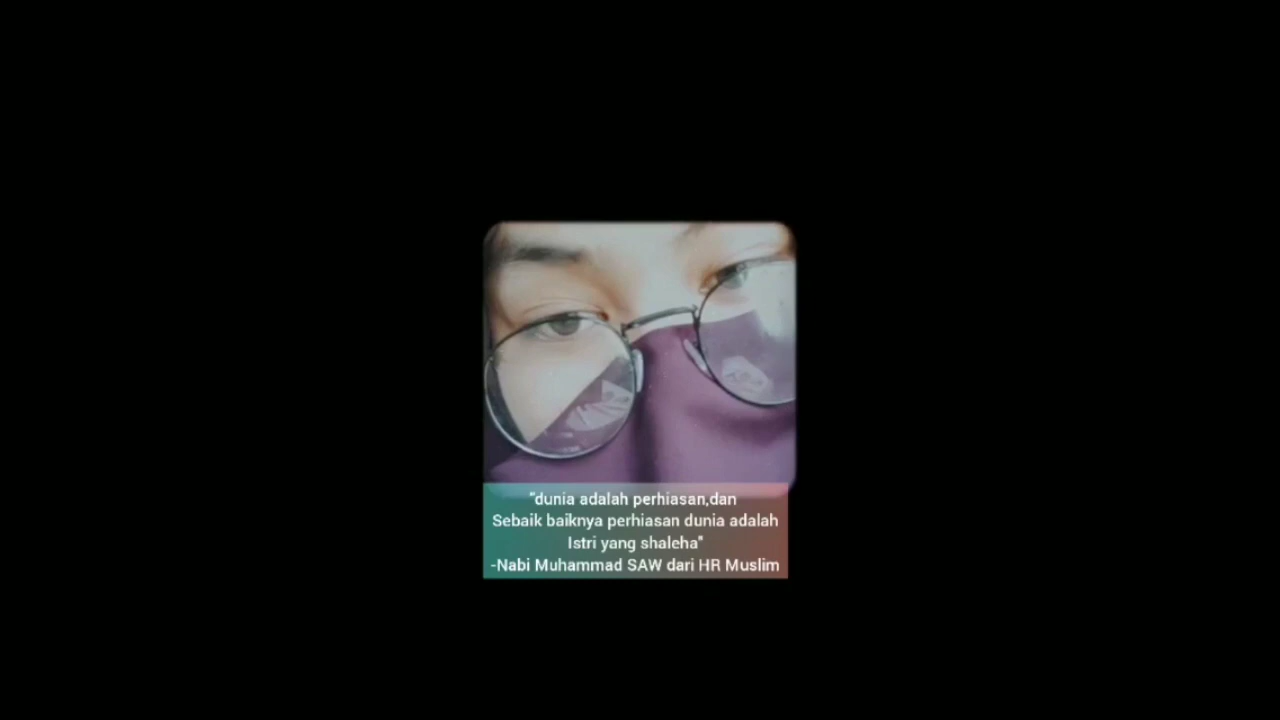 "dunia adalah perhiasan,dan
Sebaik baiknya perhiasan dunia adalah
Istri yang shaleha"
-Nabi Muhammad SAW dari HR Muslim